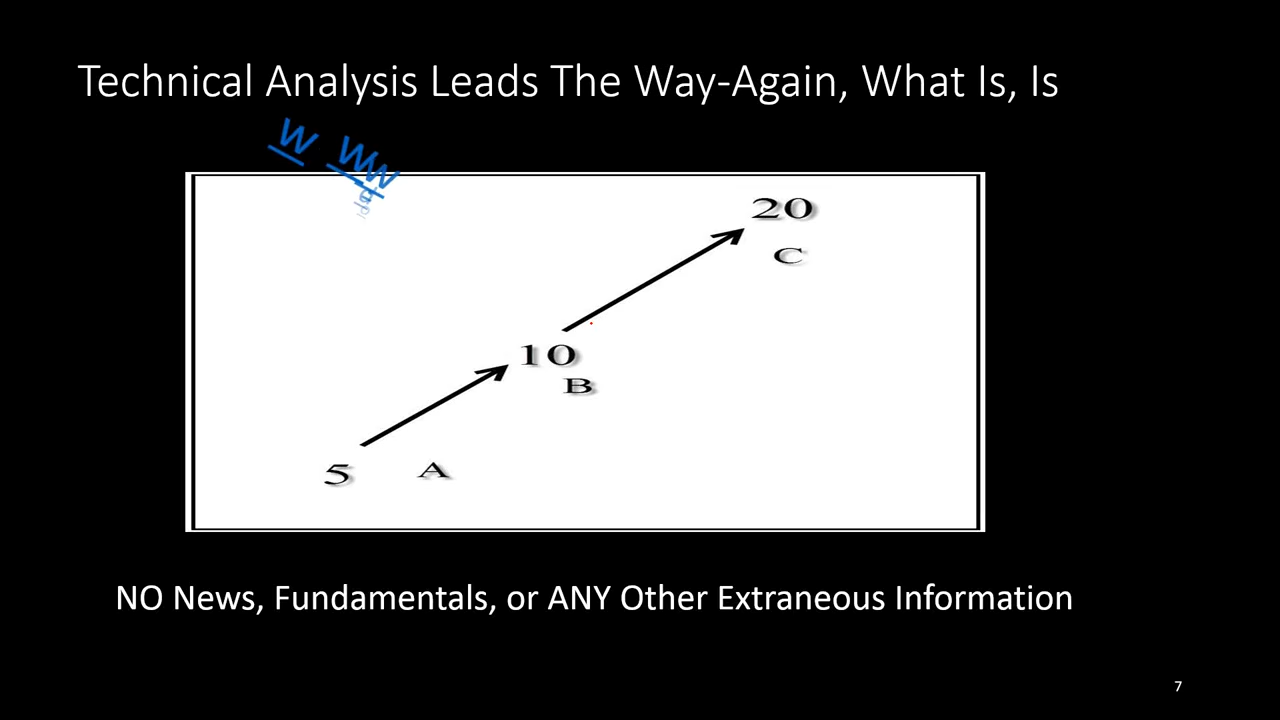 Technical Analysis Leads The Way-Again, What Is, Is
W WW
20
C
10
B
5 A
NO News, Fundamentals, or ANY Other Extraneous Information
7